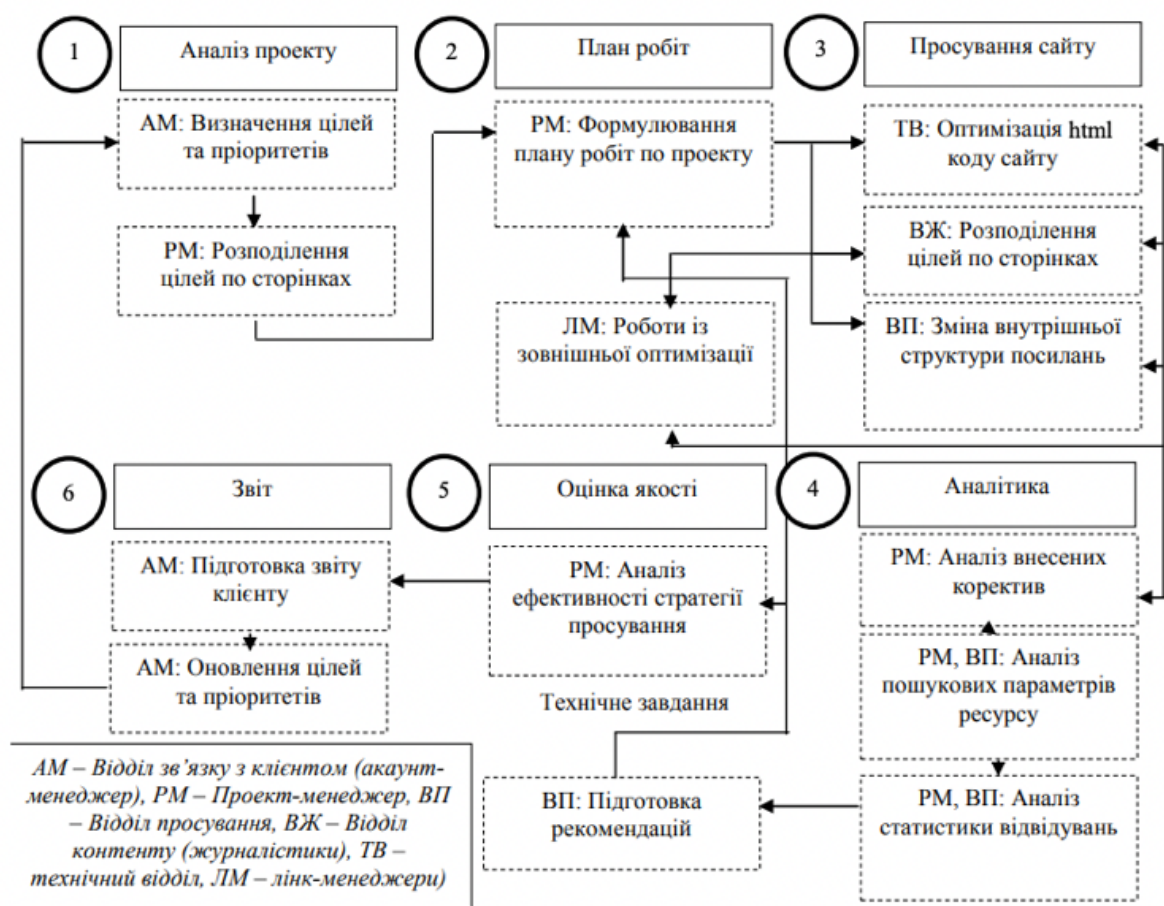 1
Аналіз проекту
АМ: Визначення цілей
та пріоритетів
РМ: Розподілення
цілей по сторінках
2
План робіт
РМ: Формулювання
плану робіт по проекту
ЛМ: Роботи із
зовнішньої оптимізації
3
Просування сайту
ТВ: Оптимізація html
коду сайту
ВЖ: Розподілення
цілей по сторінках
ВП: Зміна внутрішньої
структури посилань
6
Звіт
АМ: Підготовка звіту
клієнту
АМ: Оновлення цілей
та пріоритетів
5
Оцінка якості
РМ: Аналіз
ефективності стратегії
просування
Технічне завдання
ВП: Підготовка
рекомендацій
4
Аналітика
РМ: Аналіз внесених
коректив
РМ, ВП: Аналіз
пошукових параметрів
ресурсу
РМ, ВП: Аналіз
статистики відвідувань
АМ – Відділ зв’язку з клієнтом (акаунт-
менеджер), РМ – Проект-менеджер, ВП
– Відділ просування, ВЖ – Відділ
контенту (журналістики), ТВ –
технічний відділ, ЛМ – лінк-менеджери)